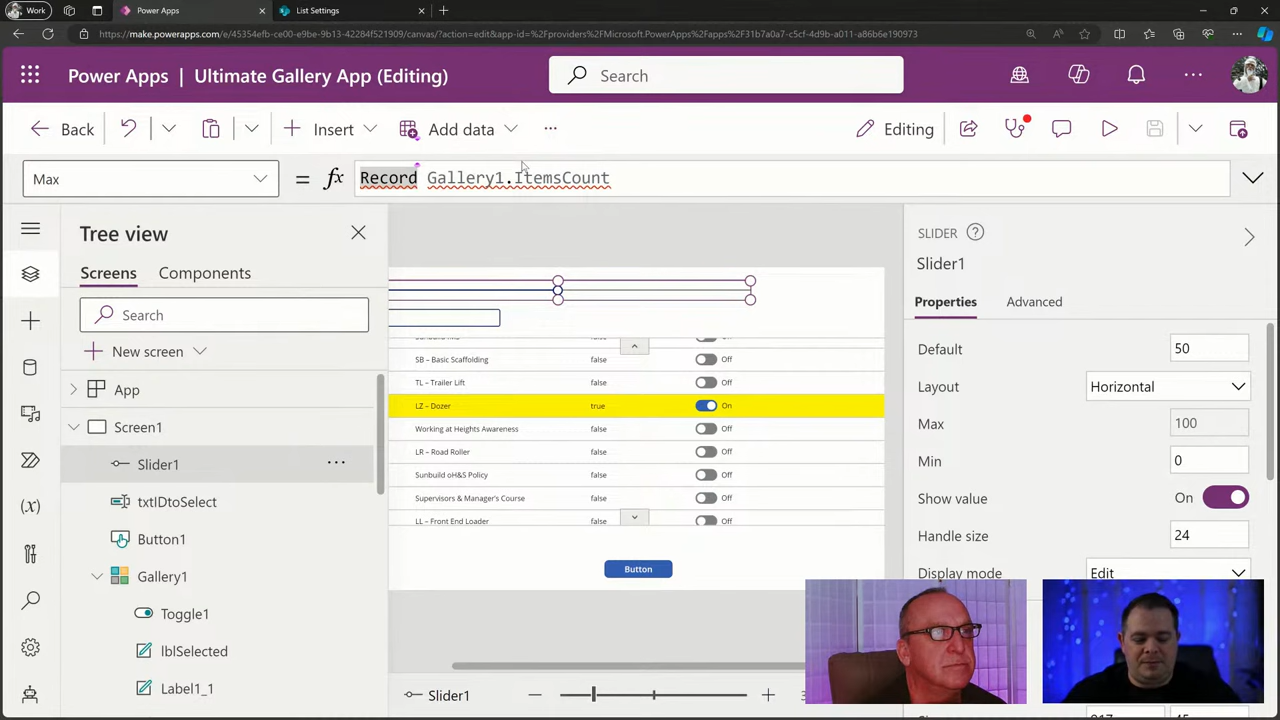 Work
Power Apps
List Settings
https://make.powerapps.com/e/45354efb-ce00-e9be-9b13-42284f521909/canvas/?action=edit&app-id=%2Fproviders%2FMicrosoft.PowerApps%2Fapps%2F31b7a0a7-c5cf-4d9b-a011-a86b6e190973
Power Apps | Ultimate Gallery App (Editing)
Search
Back
Insert
Add data
Editing
Max
= fx
Record Gallery1.ItemsCount
Tree view
Screens
Components
Search
New screen
App
Screen1
Slider1
txtIDtoSelect
Button1
Gallery1
Toggle1
lblSelected
Label1_1
SB – Basic Scaffolding false Off
TL – Trailer Lift false Off
LZ – Dozer true On
Working at Heights Awareness false Off
LR – Road Roller false Off
Sunbuild oH&S Policy false Off
Supervisors & Manager's Course false Off
LL – Front End Loader false Off
Button
Slider1
SLIDER
Slider1
Properties
Advanced
Default 50
Layout Horizontal
Max 100
Min 0
Show value On
Handle size 24
Display mode Edit